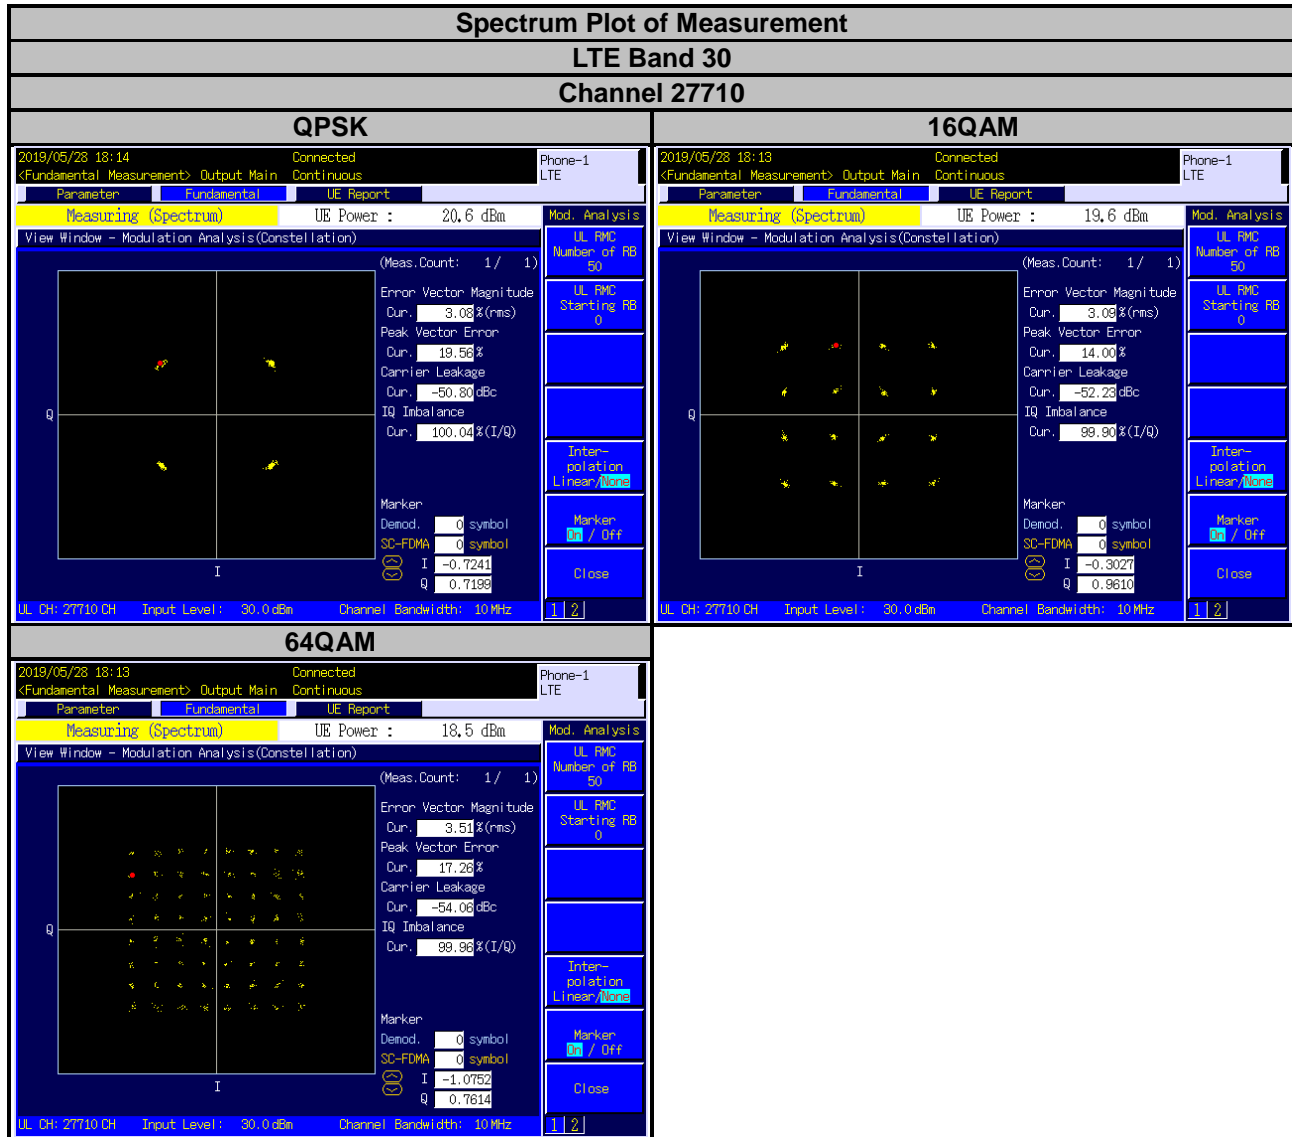 Spectrum Plot of Measurement
LTE Band 30
Channel 27710
QPSK
16QAM
2019/05/28 18:14
Connected
Phone-1
<Fundamental Measurement> Output Main Continuous
LTE
Parameter
Fundamental
UE Report
Measuring (Spectrum)
UE Power : 20.6 dBm
Mod. Analysis
View Window - Modulation Analysis(Constellation)
UL RMC
Number of RB
50
(Meas.Count: 1/ 1)
UL RMC
Starting RB
0
Error Vector Magnitude
Cur. 3.08 %(rms)
Peak Vector Error
Cur. 19.56 %
Carrier Leakage
Cur. -50.80 dBc
IQ Imbalance
Cur. 100.04 %(I/Q)
Q
I
Inter-
polation
Linear/None
Marker
Demod. 0 symbol
SC-FDMA 0 symbol
I -0.7241
Q 0.7199
Marker
On / Off
Close
UL CH: 27710 CH Input Level: 30.0 dBm Channel Bandwidth: 10 MHz
1 2
2019/05/28 18:13
Connected
Phone-1
<Fundamental Measurement> Output Main Continuous
LTE
Parameter
Fundamental
UE Report
Measuring (Spectrum)
UE Power : 19.6 dBm
Mod. Analysis
View Window - Modulation Analysis(Constellation)
UL RMC
Number of RB
50
(Meas.Count: 1/ 1)
UL RMC
Starting RB
0
Error Vector Magnitude
Cur. 3.09 %(rms)
Peak Vector Error
Cur. 14.00 %
Carrier Leakage
Cur. -52.23 dBc
IQ Imbalance
Cur. 99.90 %(I/Q)
Q
I
Inter-
polation
Linear/None
Marker
Demod. 0 symbol
SC-FDMA 0 symbol
I -0.3027
Q 0.9610
Marker
On / Off
Close
UL CH: 27710 CH Input Level: 30.0 dBm Channel Bandwidth: 10 MHz
1 2
64QAM
2019/05/28 18:13
Connected
Phone-1
<Fundamental Measurement> Output Main Continuous
LTE
Parameter
Fundamental
UE Report
Measuring (Spectrum)
UE Power : 18.5 dBm
Mod. Analysis
View Window - Modulation Analysis(Constellation)
UL RMC
Number of RB
50
(Meas.Count: 1/ 1)
UL RMC
Starting RB
0
Error Vector Magnitude
Cur. 3.51 %(rms)
Peak Vector Error
Cur. 17.26 %
Carrier Leakage
Cur. -54.06 dBc
IQ Imbalance
Cur. 99.96 %(I/Q)
Q
I
Inter-
polation
Linear/None
Marker
Demod. 0 symbol
SC-FDMA 0 symbol
I -1.0752
Q 0.7614
Marker
On / Off
Close
UL CH: 27710 CH Input Level: 30.0 dBm Channel Bandwidth: 10 MHz
1 2